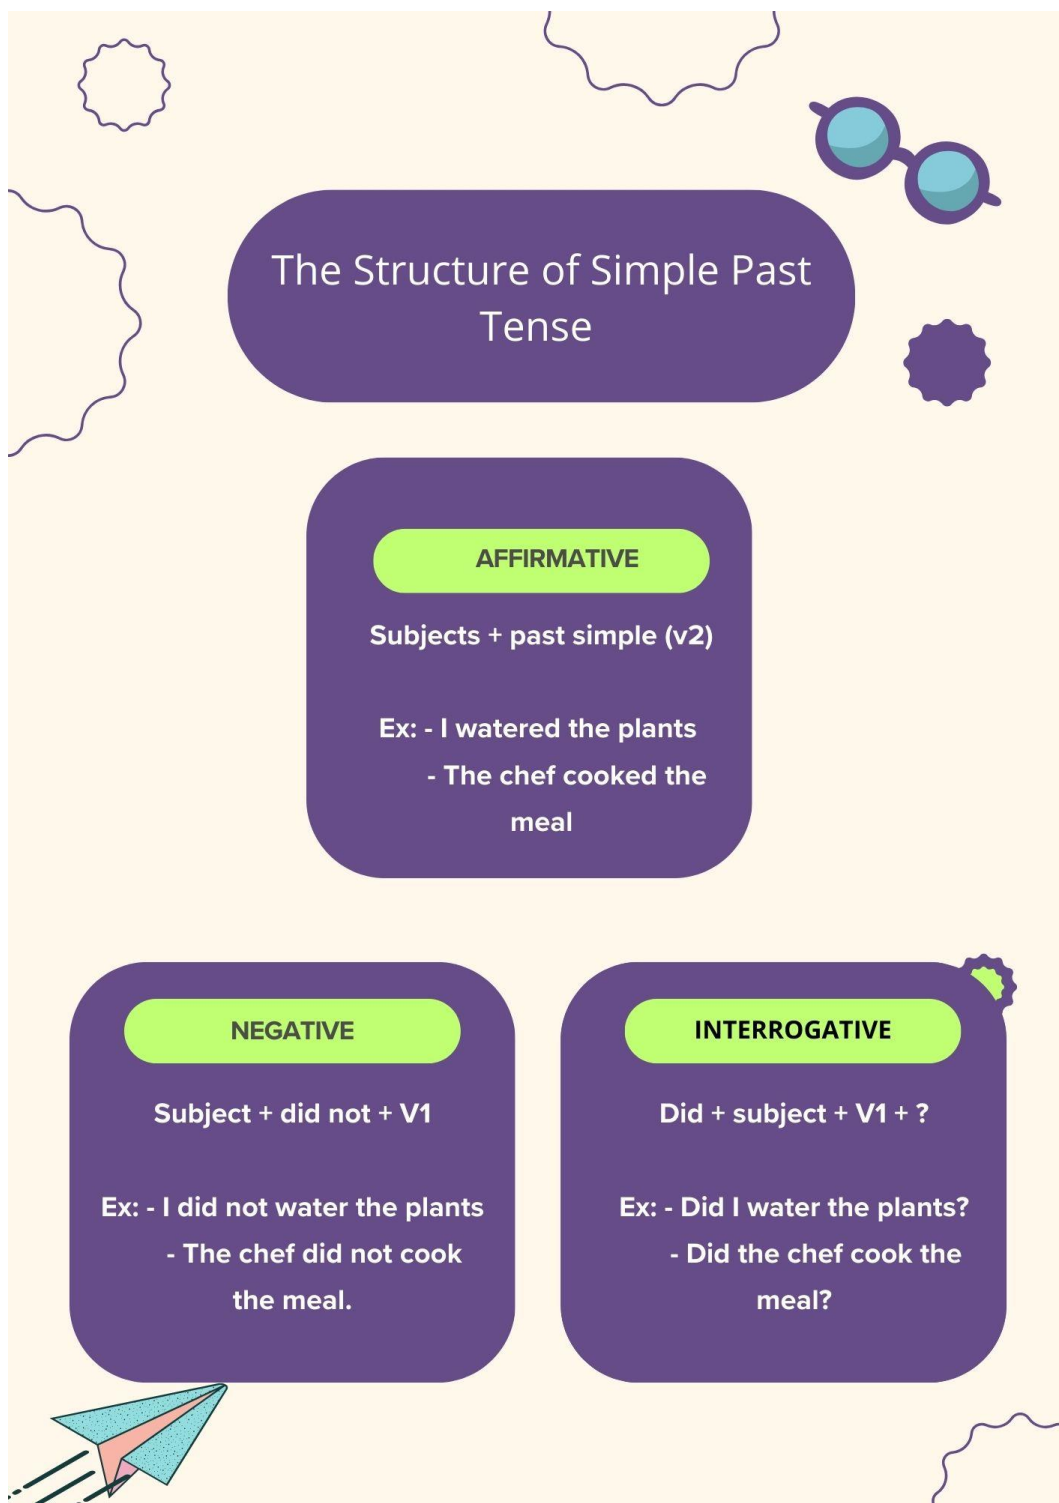 The Structure of Simple Past
Tense
AFFIRMATIVE
Subjects + past simple (v2)
Ex: - I watered the plants
- The chef cooked the
meal
NEGATIVE
Subject + did not + V1
Ex: - I did not water the plants
- The chef did not cook
the meal.
INTERROGATIVE
Did + subject + V1 + ?
Ex: - Did I water the plants?
- Did the chef cook the
meal?